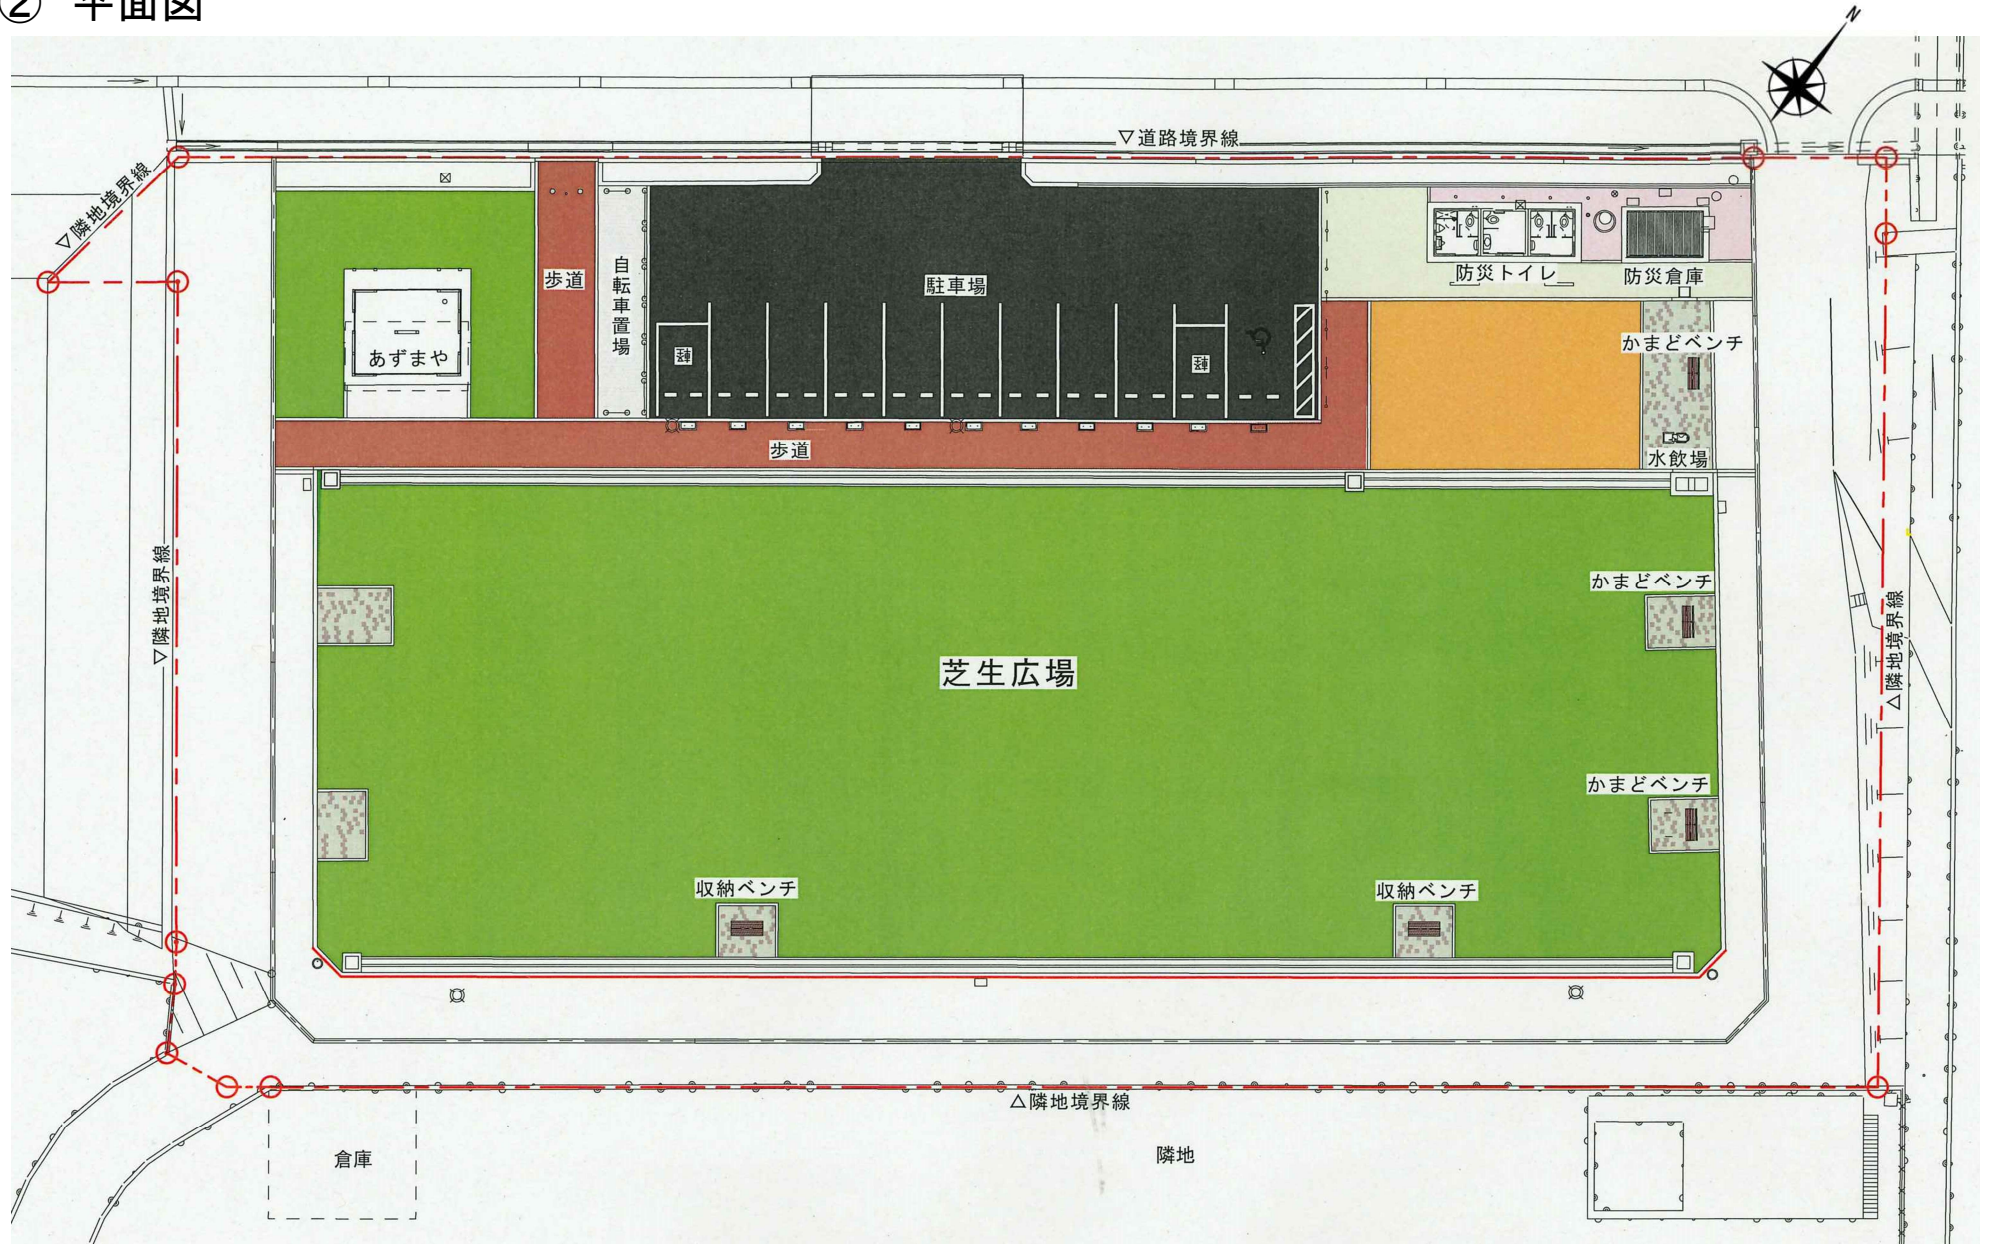 ② 平面図
N
▽道路境界線
▽隣地境界線
歩道
自転車置場
駐車場
防災トイレ
防災倉庫
あずまや
軽
軽
かまどベンチ
歩道
水飲場
▽隣地境界線
かまどベンチ
△隣地境界線
芝生広場
かまどベンチ
収納ベンチ
収納ベンチ
△隣地境界線
倉庫
隣地